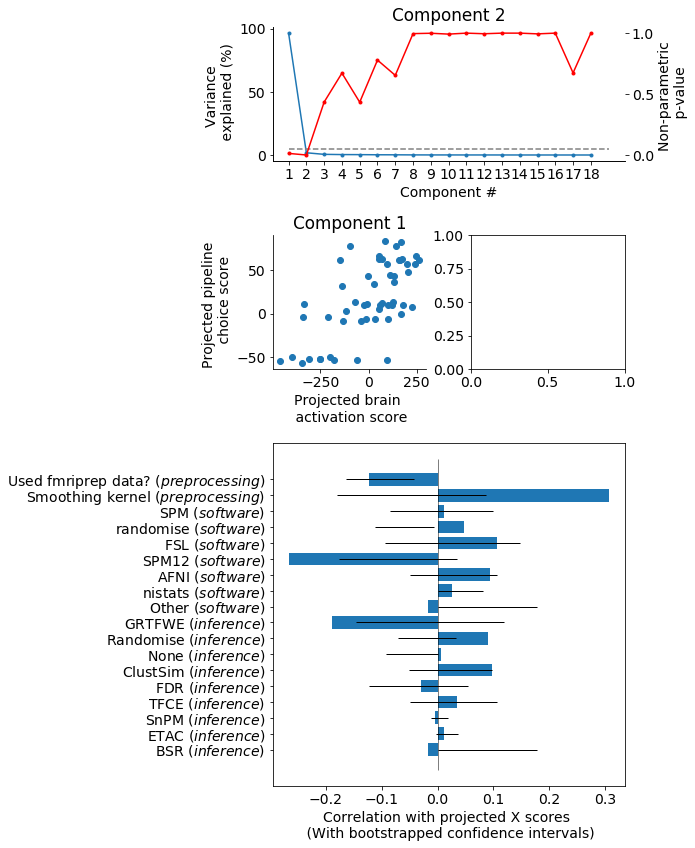 Component 2
100
50
0
Variance
explained (%)
1.0
0.5
0.0
Non-parametric
p-value
1 2 3 4 5 6 7 8 9 10 11 12 13 14 15 16 17 18
Component #
Component 1
50
0
−50
Projected pipeline
choice score
−250 0 250
Projected brain
activation score
1.00
0.75
0.50
0.25
0.00
0.0 0.5 1.0
Used fmriprep data? (preprocessing)
Smoothing kernel (preprocessing)
SPM (software)
randomise (software)
FSL (software)
SPM12 (software)
AFNI (software)
nistats (software)
Other (software)
GRTFWE (inference)
Randomise (inference)
None (inference)
ClustSim (inference)
FDR (inference)
TFCE (inference)
SnPM (inference)
ETAC (inference)
BSR (inference)
−0.2 −0.1 0.0 0.1 0.2 0.3
Correlation with projected X scores
(With bootstrapped confidence intervals)